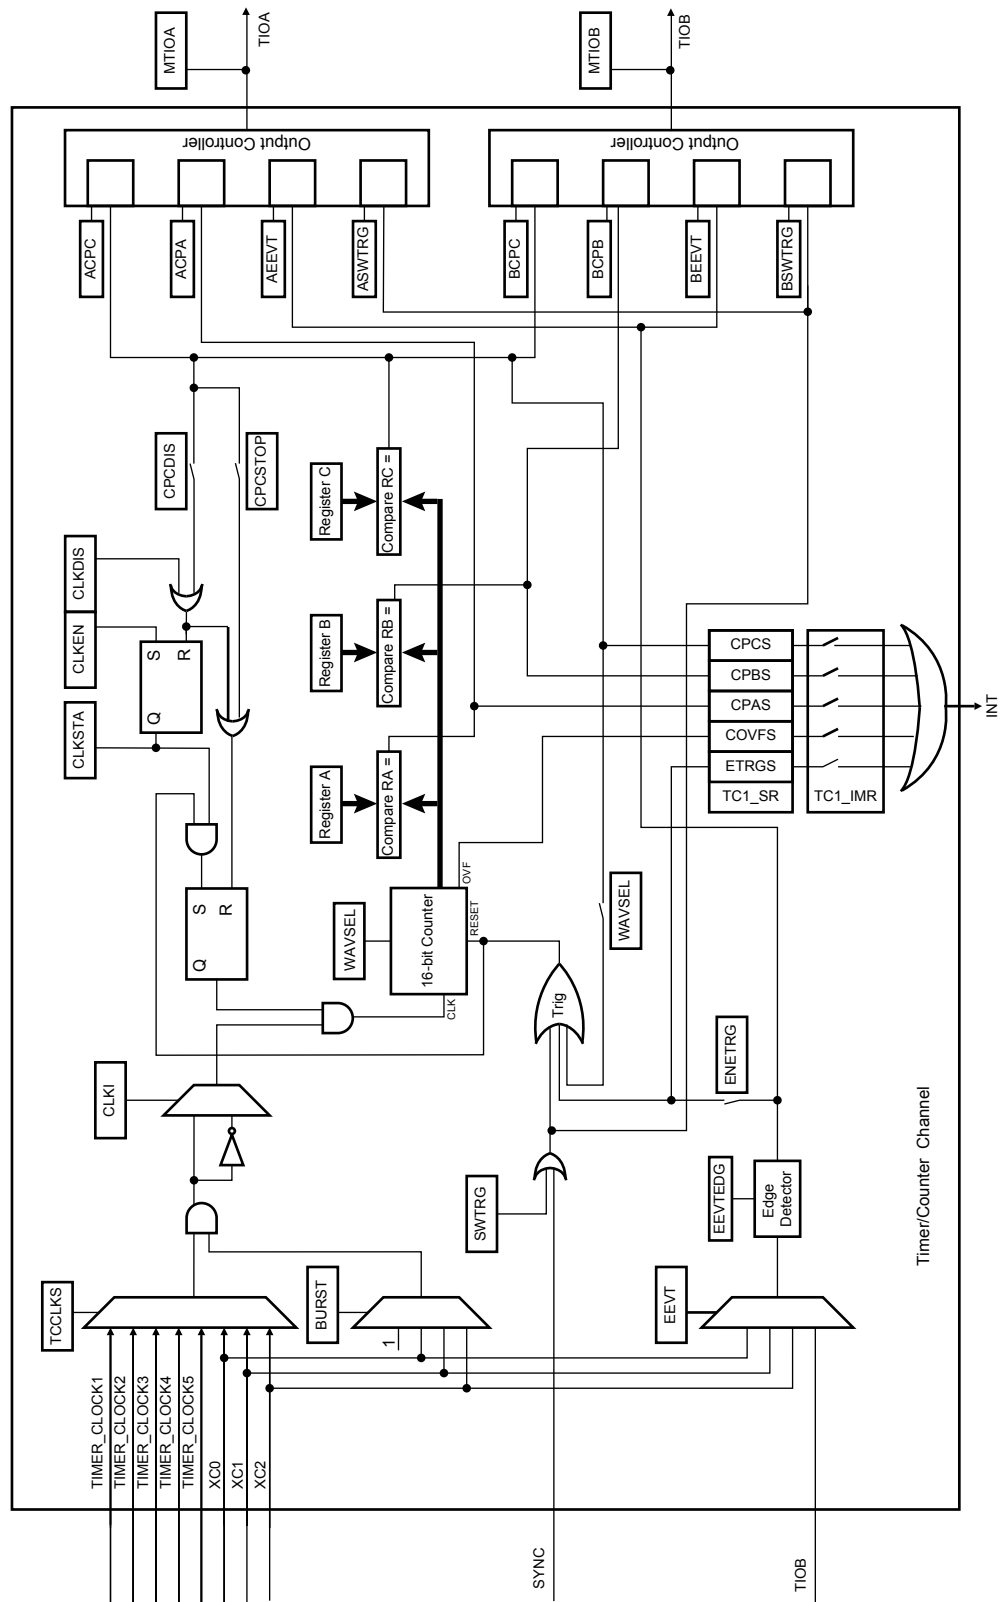 TCCLKS
TIMER_CLOCK1
TIMER_CLOCK2
TIMER_CLOCK3
TIMER_CLOCK4
TIMER_CLOCK5
XC0
XC1
XC2
CLKI
CLKSTA
CLKEN
CLKDIS
Q
S
R
Q
S
R
CPCDIS
CPCSTOP
BURST
1
WAVSEL
16-bit Counter
CLK
RESET
OVF
Register A
Register B
Register C
Compare RA =
Compare RB =
Compare RC =
SWTRG
SYNC
Trig
WAVSEL
EEVT
TIOB
EEVTEDG
Edge
Detector
ENETRG
Timer/Counter Channel
ACPC
ACPA
AEEVT
ASWTRG
Output Controller
MTIOA
TIOA
BCPC
BCPB
BEEVT
BSWTRG
Output Controller
MTIOB
TIOB
CPCS
CPBS
CPAS
COVFS
ETRGS
TC1_SR
TC1_IMR
INT